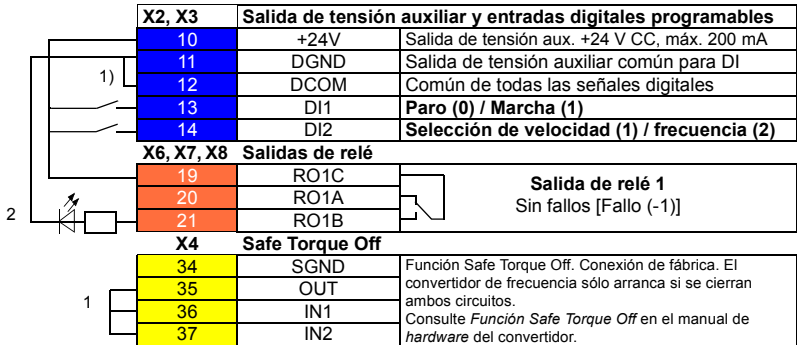 X2, X3 Salida de tensión auxiliar y entradas digitales programables
10 +24V Salida de tensión aux. +24 V CC, máx. 200 mA
11 DGND Salida de tensión auxiliar común para DI
1) 12 DCOM Común de todas las señales digitales
13 DI1 Paro (0) / Marcha (1)
14 DI2 Selección de velocidad (1) / frecuencia (2)
X6, X7, X8 Salidas de relé
19 RO1C Salida de relé 1
20 RO1A Sin fallos [Fallo (-1)]
2 21 RO1B
X4 Safe Torque Off
34 SGND Función Safe Torque Off. Conexión de fábrica. El
35 OUT convertidor de frecuencia sólo arranca si se cierran
ambos circuitos.
1 36 IN1 Consulte Función Safe Torque Off en el manual de
37 IN2 hardware del convertidor.